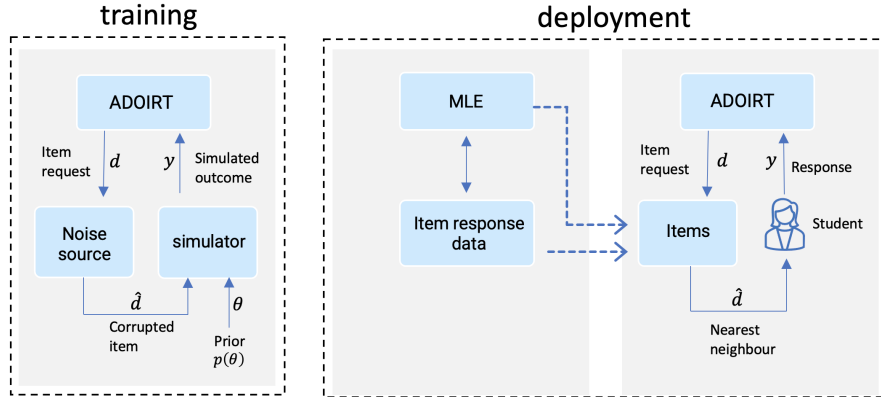 training
deployment
ADOIRT
Item
request
d
y
Simulated
outcome
Noise
source
simulator
d̂
Corrupted
item
θ
Prior
p(θ)
MLE
Item response
data
ADOIRT
Item
request
d
y
Response
Items
Student
d̂
Nearest
neighbour